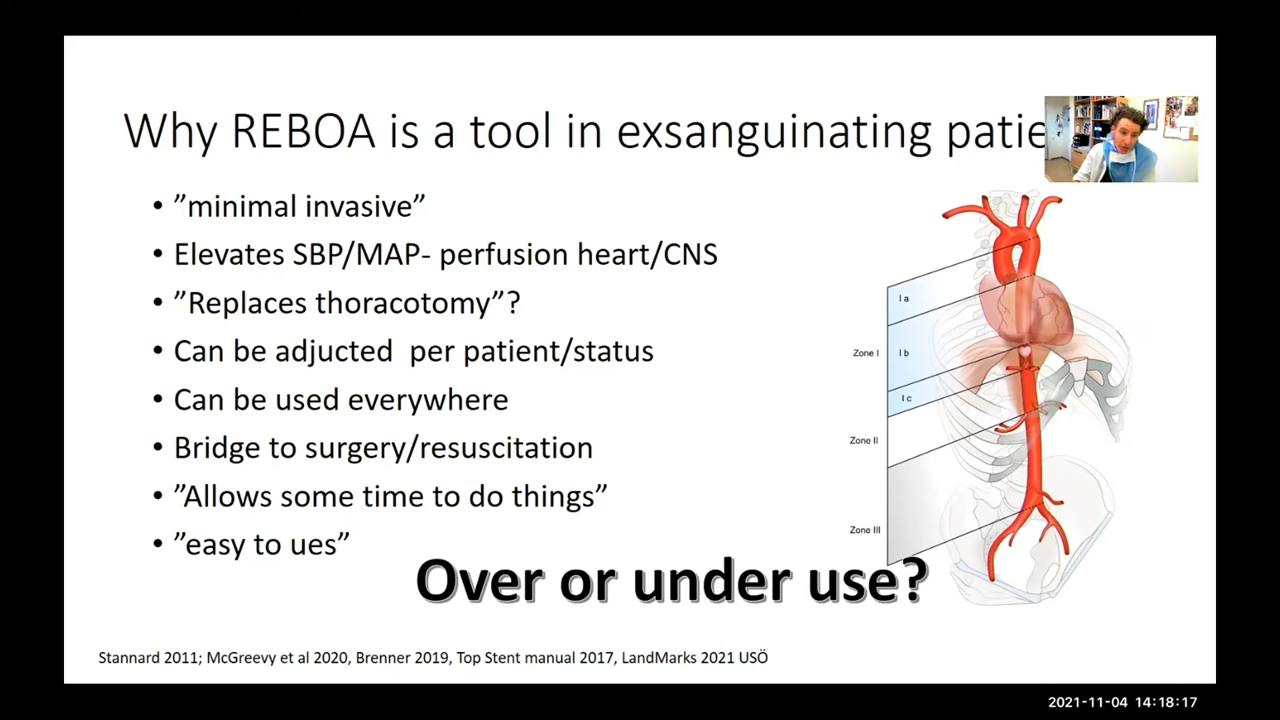 Why REBOA is a tool in exsanguinating
• ”minimal invasive”
• Elevates SBP/MAP- perfusion heart/CNS
• ”Replaces thoracotomy”?
• Can be adjucted per patient/status
• Can be used everywhere
• Bridge to surgery/resuscitation
• ”Allows some time to do things”
• ”easy to ues”
I a
Zone I
I b
I c
Zone II
Zone III
Over or under use?
Stannard 2011; McGreevy et al 2020, Brenner 2019, Top Stent manual 2017, LandMarks 2021 USÖ
2021-11-04 14:18:17